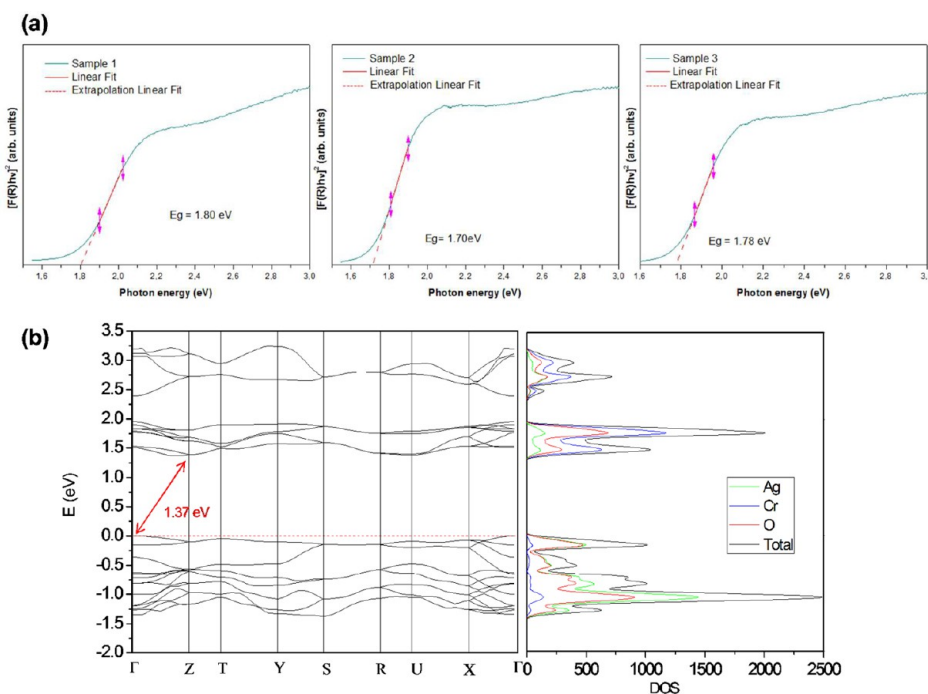 (a)
Sample 1
Linear Fit
Extrapolation Linear Fit
[F(R)hν]² (arb. units)
Eg = 1.80 eV
1,6 1.8 2.0 2.2 2.4 2.6 2.8 3.0
Photon energy (eV)
Sample 2
Linear Fit
Extrapolation Linear Fit
[F(R)hν]² (arb. units)
Eg= 1.70eV
1,6 1.8 2.0 2.2 2.4 2.6 2.8 3.0
Photon energy (eV)
Sample 3
Linear Fit
Extrapolation Linear Fit
[F(R)hν]² (arb. units)
Eg = 1.78 eV
1.6 1.8 2.0 2.2 2.4 2.6 2.8 3.0
Photon energy (eV)
(b)
3.5
3.0
2.5
2.0
1.5
1.0
0.5
0.0
-0.5
-1.0
-1.5
-2.0
E (eV)
1.37 eV
Γ Z T Y S R U X Γ
Ag
Cr
O
Total
0 500 1000 1500 2000 2500
DOS